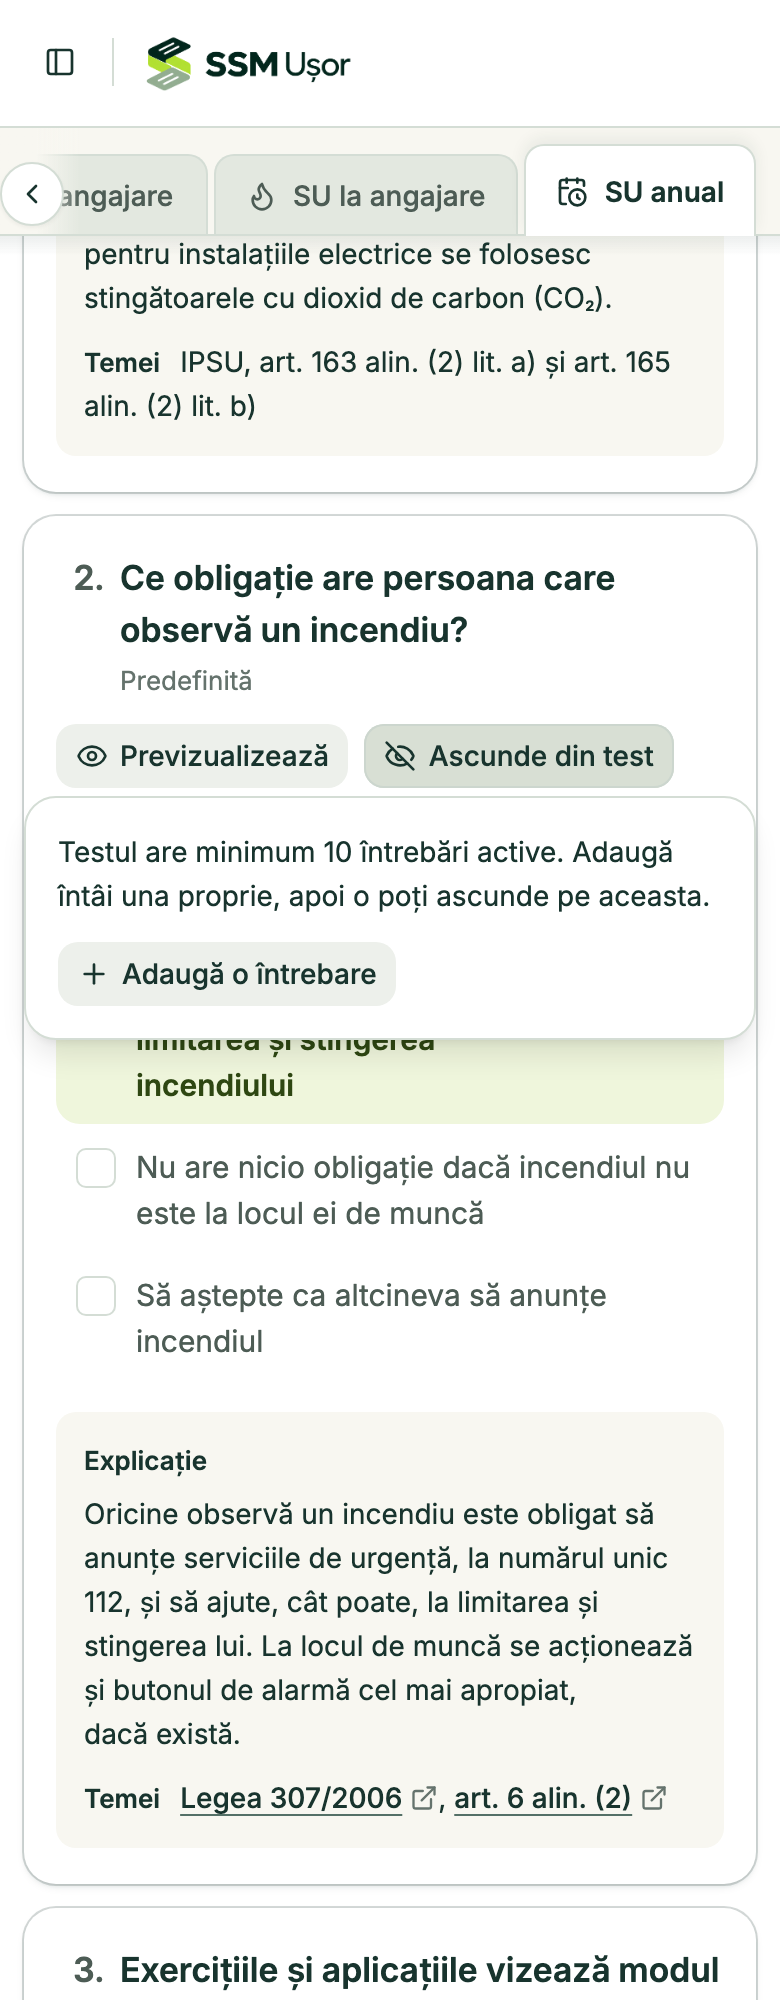 SSM Ușor
angajare
SU la angajare
SU anual
pentru instalațiile electrice se folosesc
stingătoarele cu dioxid de carbon (CO₂).
Temei IPSU, art. 163 alin. (2) lit. a) și art. 165
alin. (2) lit. b)
2. Ce obligație are persoana care
observă un incendiu?
Predefinită
Previzualizează
Ascunde din test
Testul are minimum 10 întrebări active. Adaugă
întâi una proprie, apoi o poți ascunde pe aceasta.
+ Adaugă o întrebare
limitarea și stingerea
incendiului
Nu are nicio obligație dacă incendiul nu
este la locul ei de muncă
Să aștepte ca altcineva să anunțe
incendiul
Explicație
Oricine observă un incendiu este obligat să
anunțe serviciile de urgență, la numărul unic
112, și să ajute, cât poate, la limitarea și
stingerea lui. La locul de muncă se acționează
și butonul de alarmă cel mai apropiat,
dacă există.
Temei Legea 307/2006, art. 6 alin. (2)
3. Exercițiile și aplicațiile vizează modul